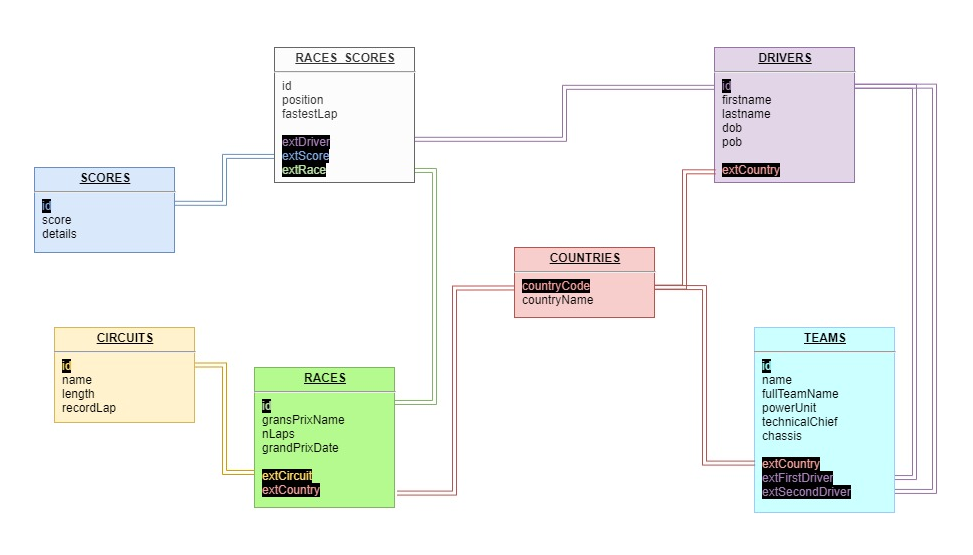 RACES_SCORES
id
position
fastestLap
extDriver
extScore
extRace
DRIVERS
id
firstname
lastname
dob
pob
extCountry
SCORES
id
score
details
COUNTRIES
countryCode
countryName
CIRCUITS
id
name
length
recordLap
RACES
id
gransPrixName
nLaps
grandPrixDate
extCircuit
extCountry
TEAMS
id
name
fullTeamName
powerUnit
technicalChief
chassis
extCountry
extFirstDriver
extSecondDriver